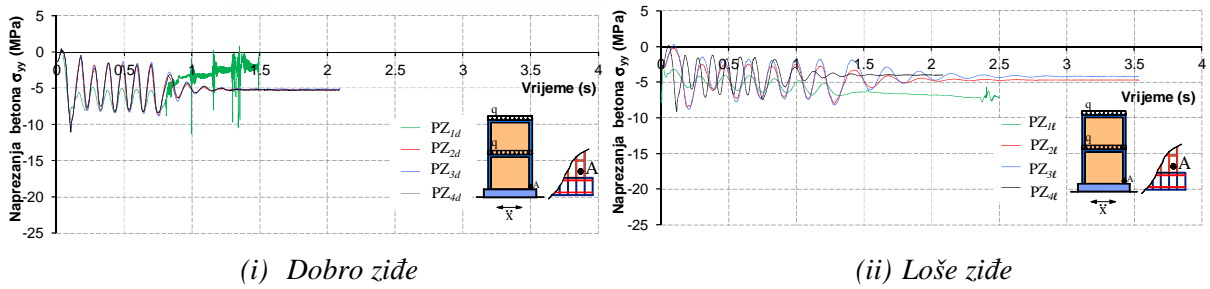 Naprezanja betona σyy (MPa)
5
0
-5
-10
-15
-20
-25
0 0.5 1 1.5 2 2.5 3 3.5 4
Vrijeme (s)
PZ1d
PZ2d
PZ3d
PZ4d
q
q
A
ẍ
A
(i) Dobro ziđe
Naprezanja betona σyy (MPa)
5
0
-5
-10
-15
-20
-25
0 0.5 1 1.5 2 2.5 3 3.5 4
Vrijeme (s)
PZ1ℓ
PZ2ℓ
PZ3ℓ
PZ4ℓ
q
q
A
ẍ
A
(ii) Loše ziđe